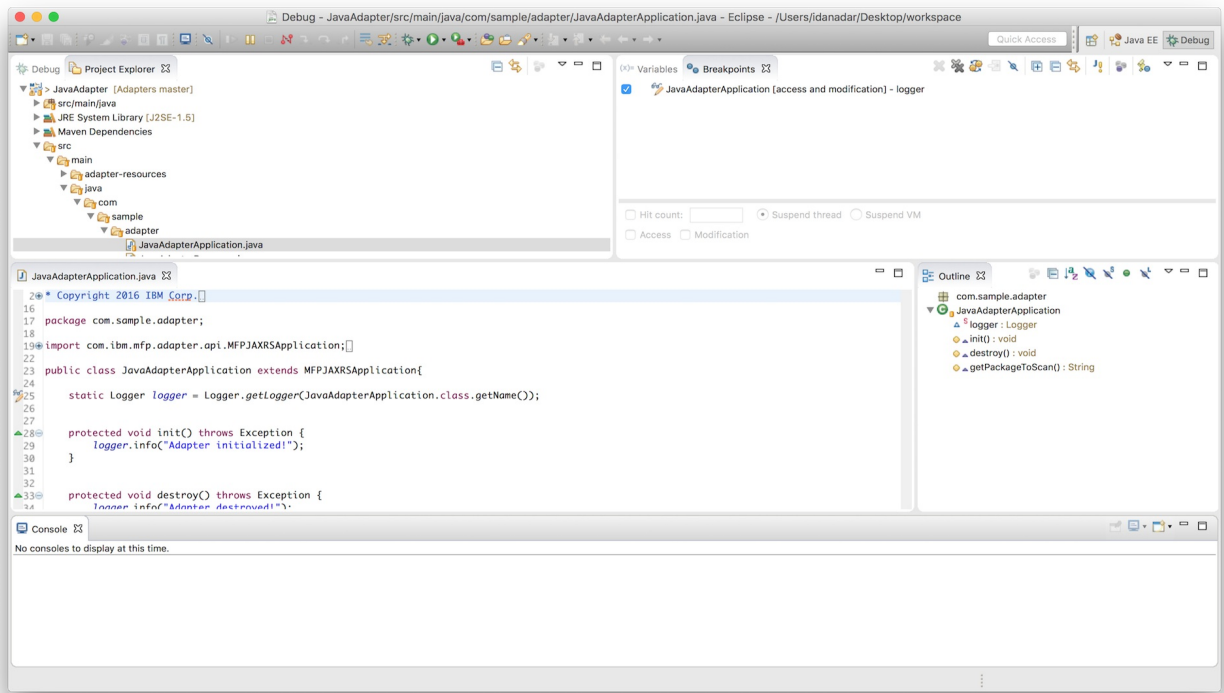 Debug - JavaAdapter/src/main/java/com/sample/adapter/JavaAdapterApplication.java - Eclipse - /Users/idanadar/Desktop/workspace
Quick Access
Java EE
Debug
Debug
Project Explorer
> JavaAdapter [Adapters master]
src/main/java
JRE System Library [J2SE-1.5]
Maven Dependencies
src
main
adapter-resources
java
com
sample
adapter
JavaAdapterApplication.java
(x)= Variables
Breakpoints
JavaAdapterApplication [access and modification] - logger
Hit count:
Suspend thread
Suspend VM
Access
Modification
JavaAdapterApplication.java
2 * Copyright 2016 IBM Corp.
16
17 package com.sample.adapter;
18
19 import com.ibm.mfp.adapter.api.MFPJAXRSApplication;
22
23 public class JavaAdapterApplication extends MFPJAXRSApplication{
24
25 static Logger logger = Logger.getLogger(JavaAdapterApplication.class.getName());
26
27
28 protected void init() throws Exception {
29 logger.info("Adapter initialized!");
30 }
31
32
33 protected void destroy() throws Exception {
34 logger.info("Adapter destroyed!");
Outline
com.sample.adapter
JavaAdapterApplication
logger : Logger
init() : void
destroy() : void
getPackageToScan() : String
Console
No consoles to display at this time.